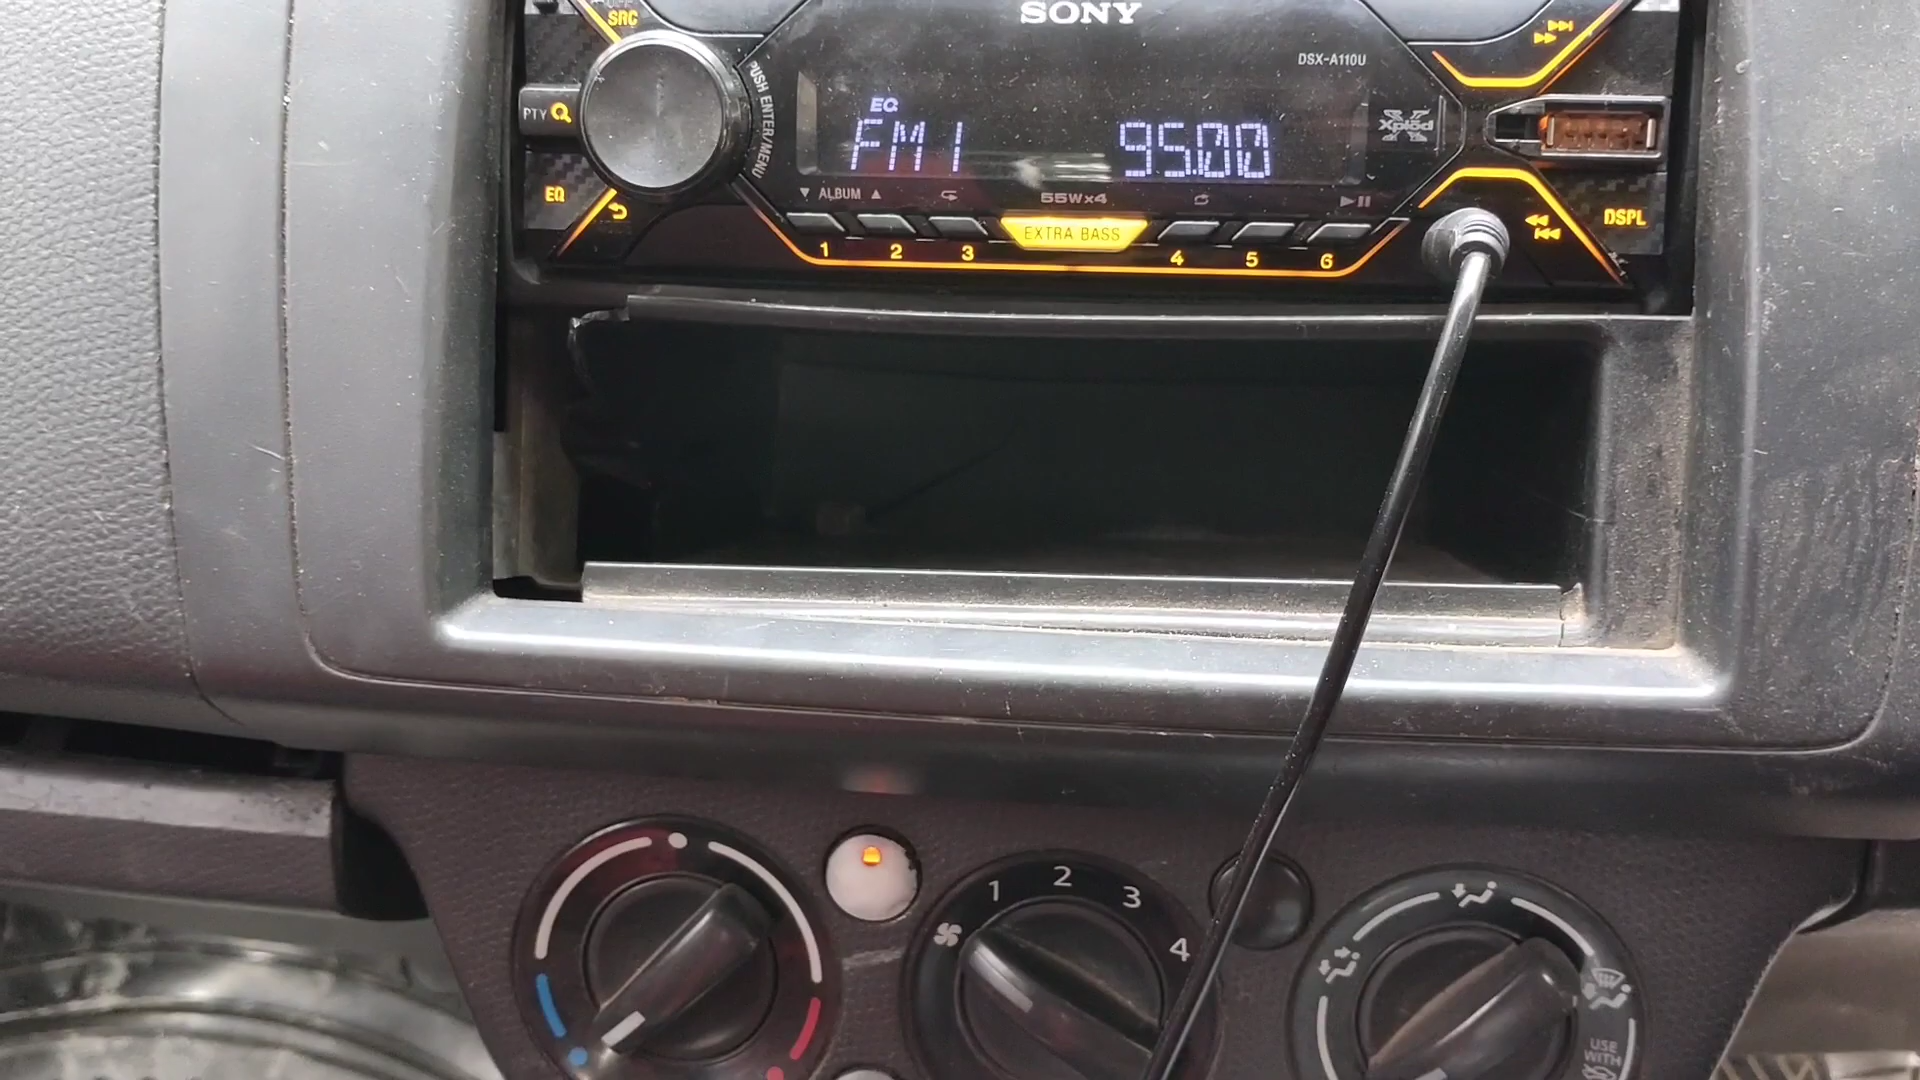 SRC
SONY
DSX-A110U
PTY
PUSH ENTER/MENU
EQ
FM1 95.00
Xplōd
EQ
ALBUM
55W×4
DSPL
EXTRA BASS
1 2 3 4 5 6
1 2 3 4
USE
WITH